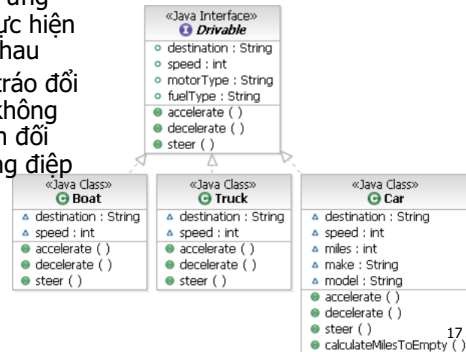 ứng
ực hiện
hau
tráo đổi
không
n đối
ng điệp
«Java Interface»
I Drivable
destination : String
speed : int
motorType : String
fuelType : String
accelerate ( )
decelerate ( )
steer ( )
«Java Class»
C Boat
destination : String
speed : int
accelerate ( )
decelerate ( )
steer ( )
«Java Class»
C Truck
destination : String
speed : int
accelerate ( )
decelerate ( )
steer ( )
«Java Class»
C Car
destination : String
speed : int
miles : int
make : String
model : String
accelerate ( )
decelerate ( )
steer ( )
calculateMilesToEmpty ( )
17